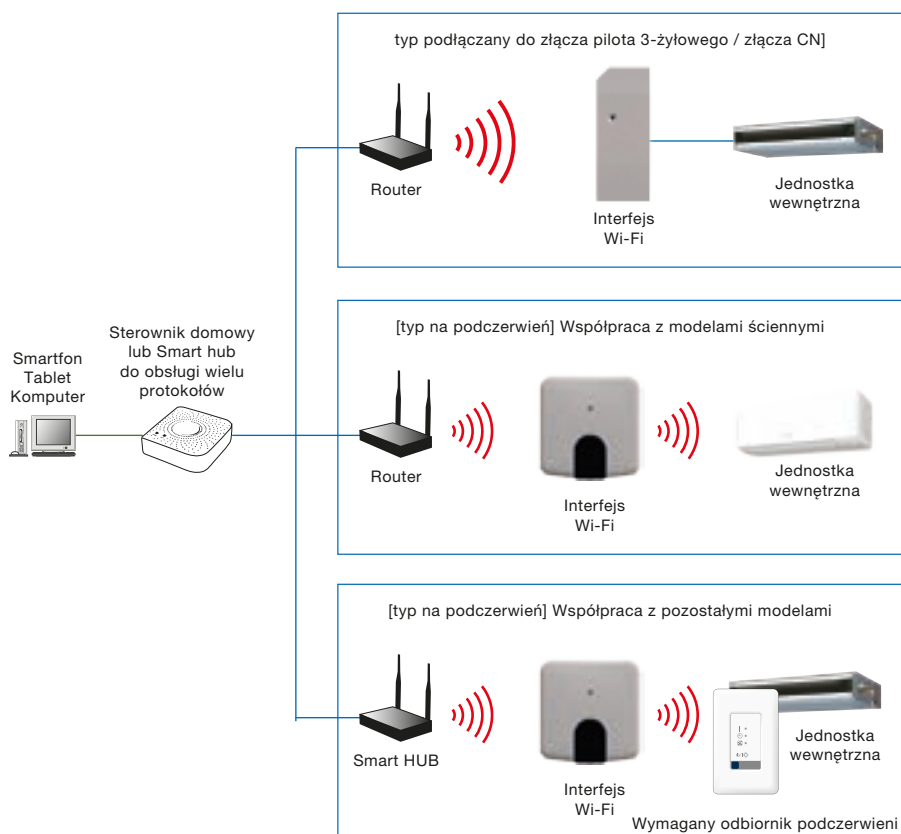 typ podłączany do złącza pilota 3-żyłowego / złącza CN]
Router
Interfejs
Wi-Fi
Jednostka
wewnętrzna
[typ na podczerwień] Współpraca z modelami ściennymi
Smartfon
Tablet
Komputer
Sterownik domowy
lub Smart hub
do obsługi wielu
protokołów
Router
Interfejs
Wi-Fi
Jednostka
wewnętrzna
[typ na podczerwień] Współpraca z pozostałymi modelami
Smart HUB
Interfejs
Wi-Fi
Jednostka
wewnętrzna
Wymagany odbiornik podczerwieni